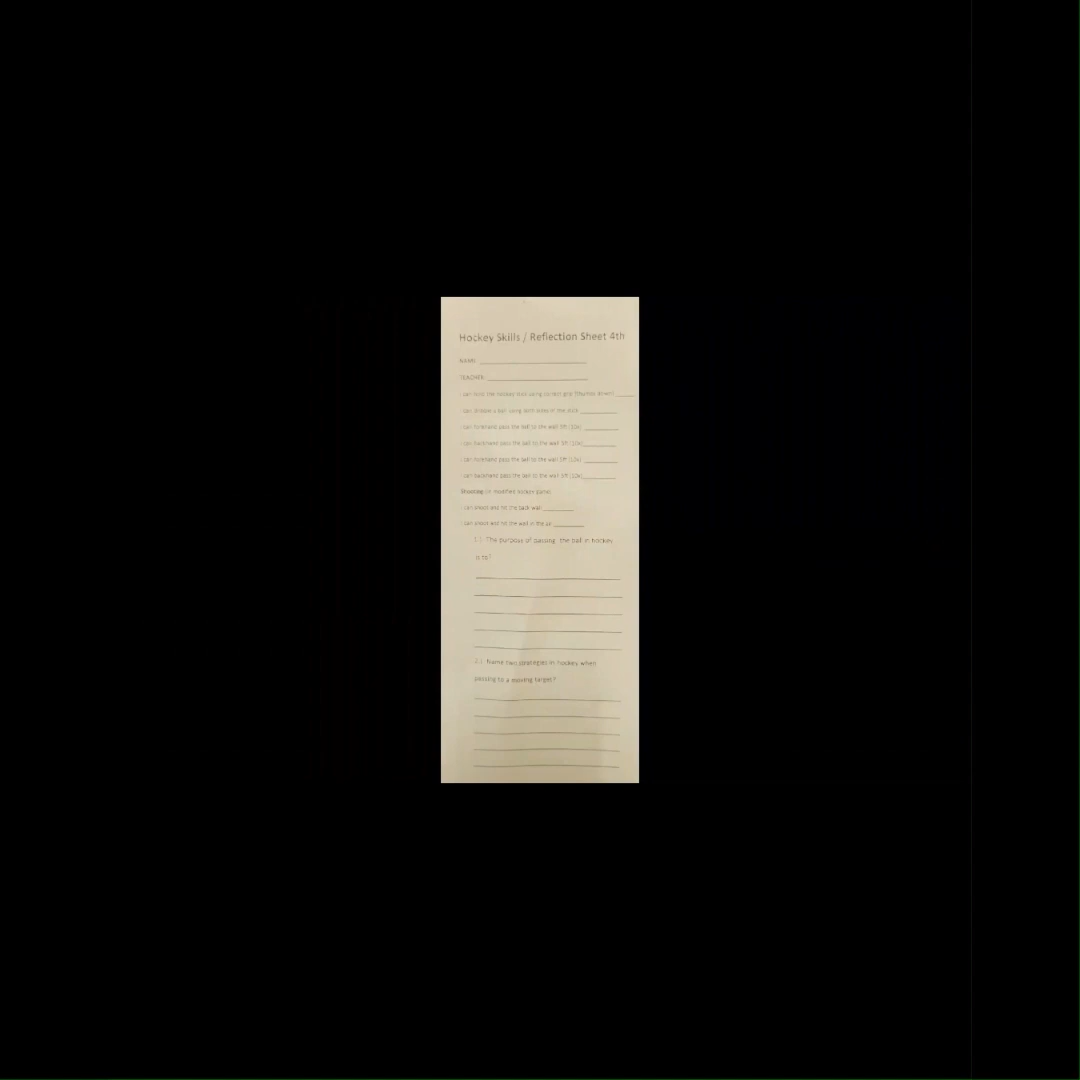 Hockey Skills / Reflection Sheet 4th
NAME:
TEACHER:
I can hold the hockey stick using correct grip (thumbs down)
I can dribble a ball using both sides of the stick
I can forehand pass the ball to the wall 5ft (10x)
I can backhand pass the ball to the wall 5ft (10x)
I can forehand pass the ball to the wall 5ft (10x)
I can backhand pass the ball to the wall 5ft (10x)
Shooting (in modified hockey game)
I can shoot and hit the back wall
I can shoot and hit the wall in the air
1.) The purpose of passing the ball in hockey
is to?
2.) Name two strategies in hockey when
passing to a moving target?